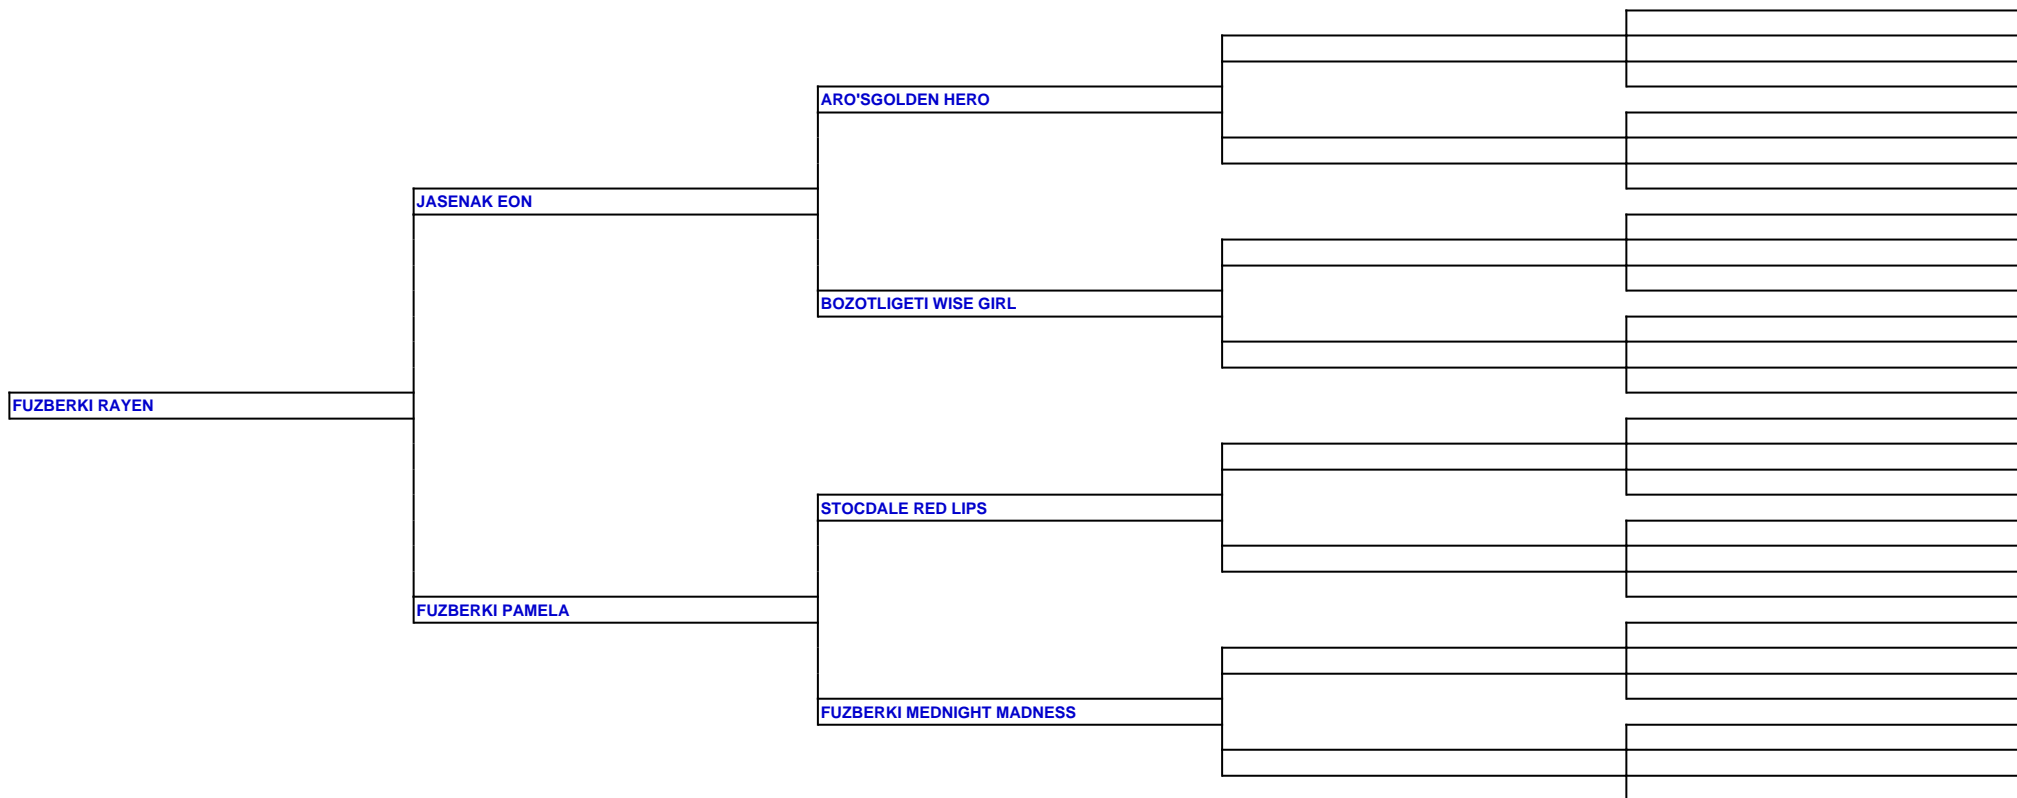 ARO'SGOLDEN HERO
JASENAK EON
BOZOTLIGETI WISE GIRL
FUZBERKI RAYEN
STOCDALE RED LIPS
FUZBERKI PAMELA
FUZBERKI MEDNIGHT MADNESS